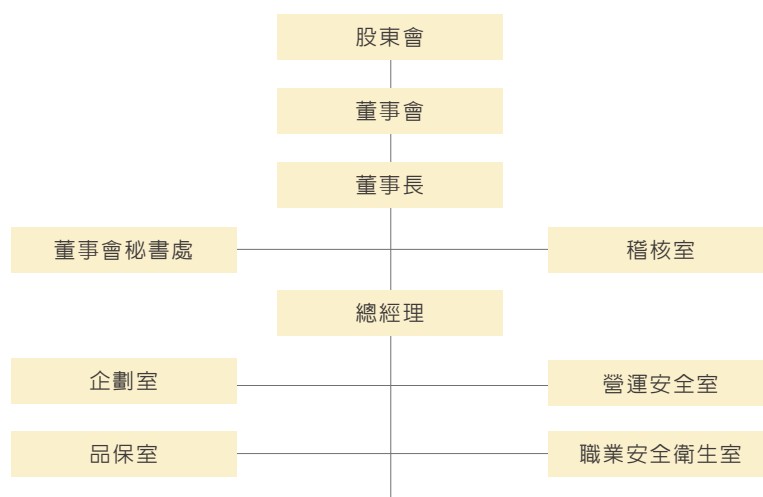 股東會
董事會
董事長
董事會秘書處
稽核室
總經理
企劃室
營運安全室
品保室
職業安全衛生室